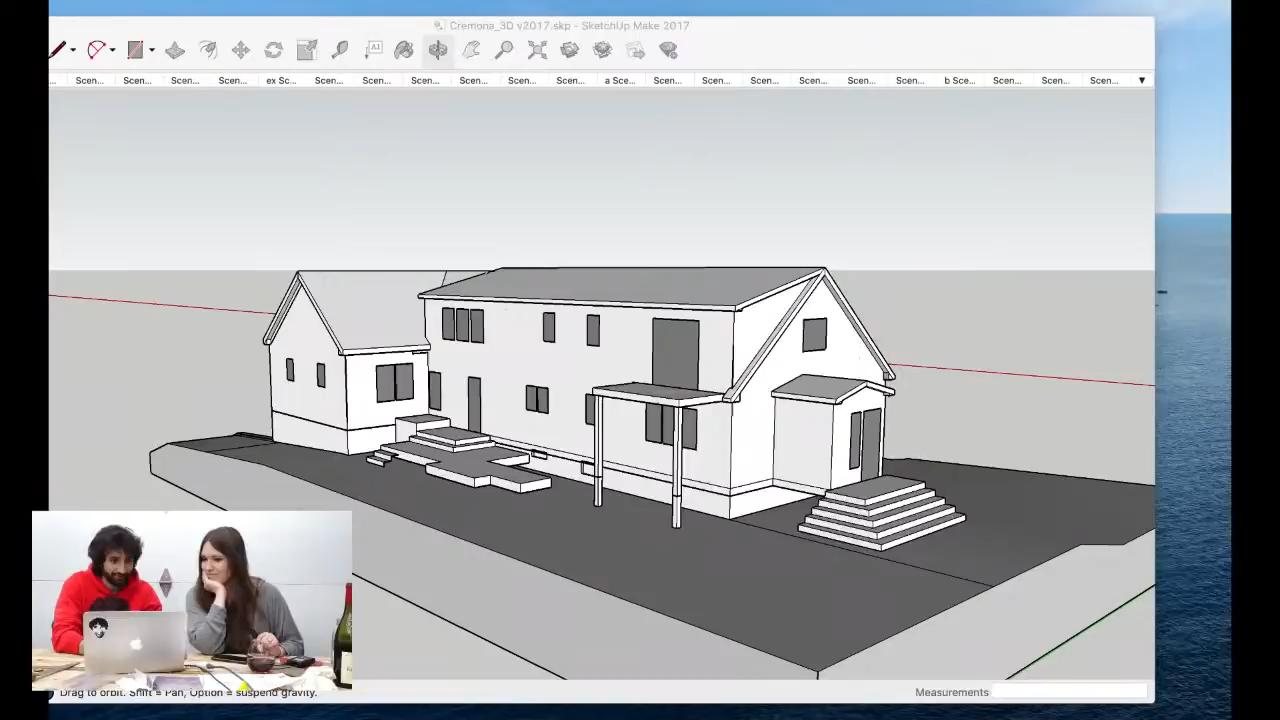 Cremona_3D v2017.skp - SketchUp Make 2017
A1
Scen... Scen... Scen... Scen... ex Sc... Scen... Scen... Scen... Scen... Scen... Scen... a Sce... Scen... Scen... Scen... Scen... Scen... Scen... b Sce... Scen... Scen... Scen...
Drag to orbit. Shift = Pan, Option = suspend gravity.
Measurements